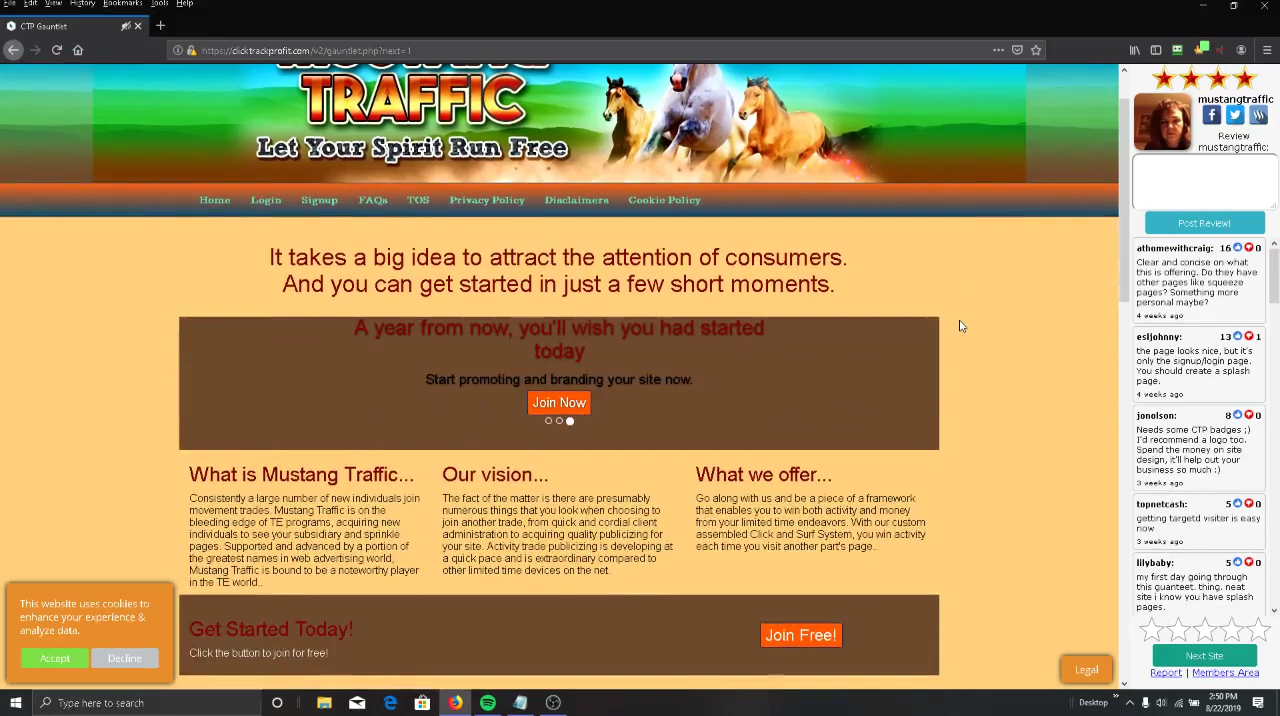 File Edit View History Bookmarks Tools Help
CTP Gauntlet
https://clicktrackprofit.com/v2/gauntlet.php?next=1
TRAFFIC
Let Your Spirit Run Free
Home Login Signup FAQs TOS Privacy Policy Disclaimers Cookie Policy
It takes a big idea to attract the attention of consumers.
And you can get started in just a few short moments.
A year from now, you'll wish you had started
today
Start promoting and branding your site now.
Join Now
What is Mustang Traffic...
Consistently a large number of new individuals join
movement trades. Mustang Traffic is on the
bleeding edge of TE programs, acquiring new
individuals to see your subsidiary and sprinkle
pages. Supported and advanced by a portion of
the greatest names in web advertising world,
Mustang Traffic is bound to be a noteworthy player
in the TE world..
Our vision...
The fact of the matter is there are presumably
numerous things that you look when choosing to
join another trade, from quick and cordial client
administration to acquiring quality publicizing for
your site. Activity trade publicizing is developing at
a quick pace and is extraordinary compared to
other limited time devices on the net.
What we offer...
Go along with us and be a piece of a framework
that enables you to win both activity and money
from your limited time endeavors. With our custom
assembled Click and Surf System, you win activity
each time you visit another part's page..
Get Started Today!
Click the button to join for free!
Join Free!
This website uses cookies to
enhance your experience &
analyze data.
Accept Decline
Legal
mustangtraffic
Review
mustangtraffic:
Post Review!
athomewithcraig: 16 0
Clear and concise on what
this is offering. Do they have
pages? Something more
pages like squeeze
personal maybe?
4 weeks ago
esljohnny: 13 1
the page looks nice, but it's
only the signup/login page.
You should create a splash
page.
4 weeks ago
jonolson: 8 0
Needs some CTP badges ;)
I'd recommend a logo too.
Spend the money on site
design, it'll help out your
business so much :)
3 weeks ago
topnetcash: 5 0
getting targetd visiter is easy
now
3 weeks ago
lilybaby: 5 0
my first day going through
this guanteet. thing. neat
site i know you have splash
pages.
Next Site
Report | Members Area
Type here to search
Desktop
2:50 PM
8/22/2019